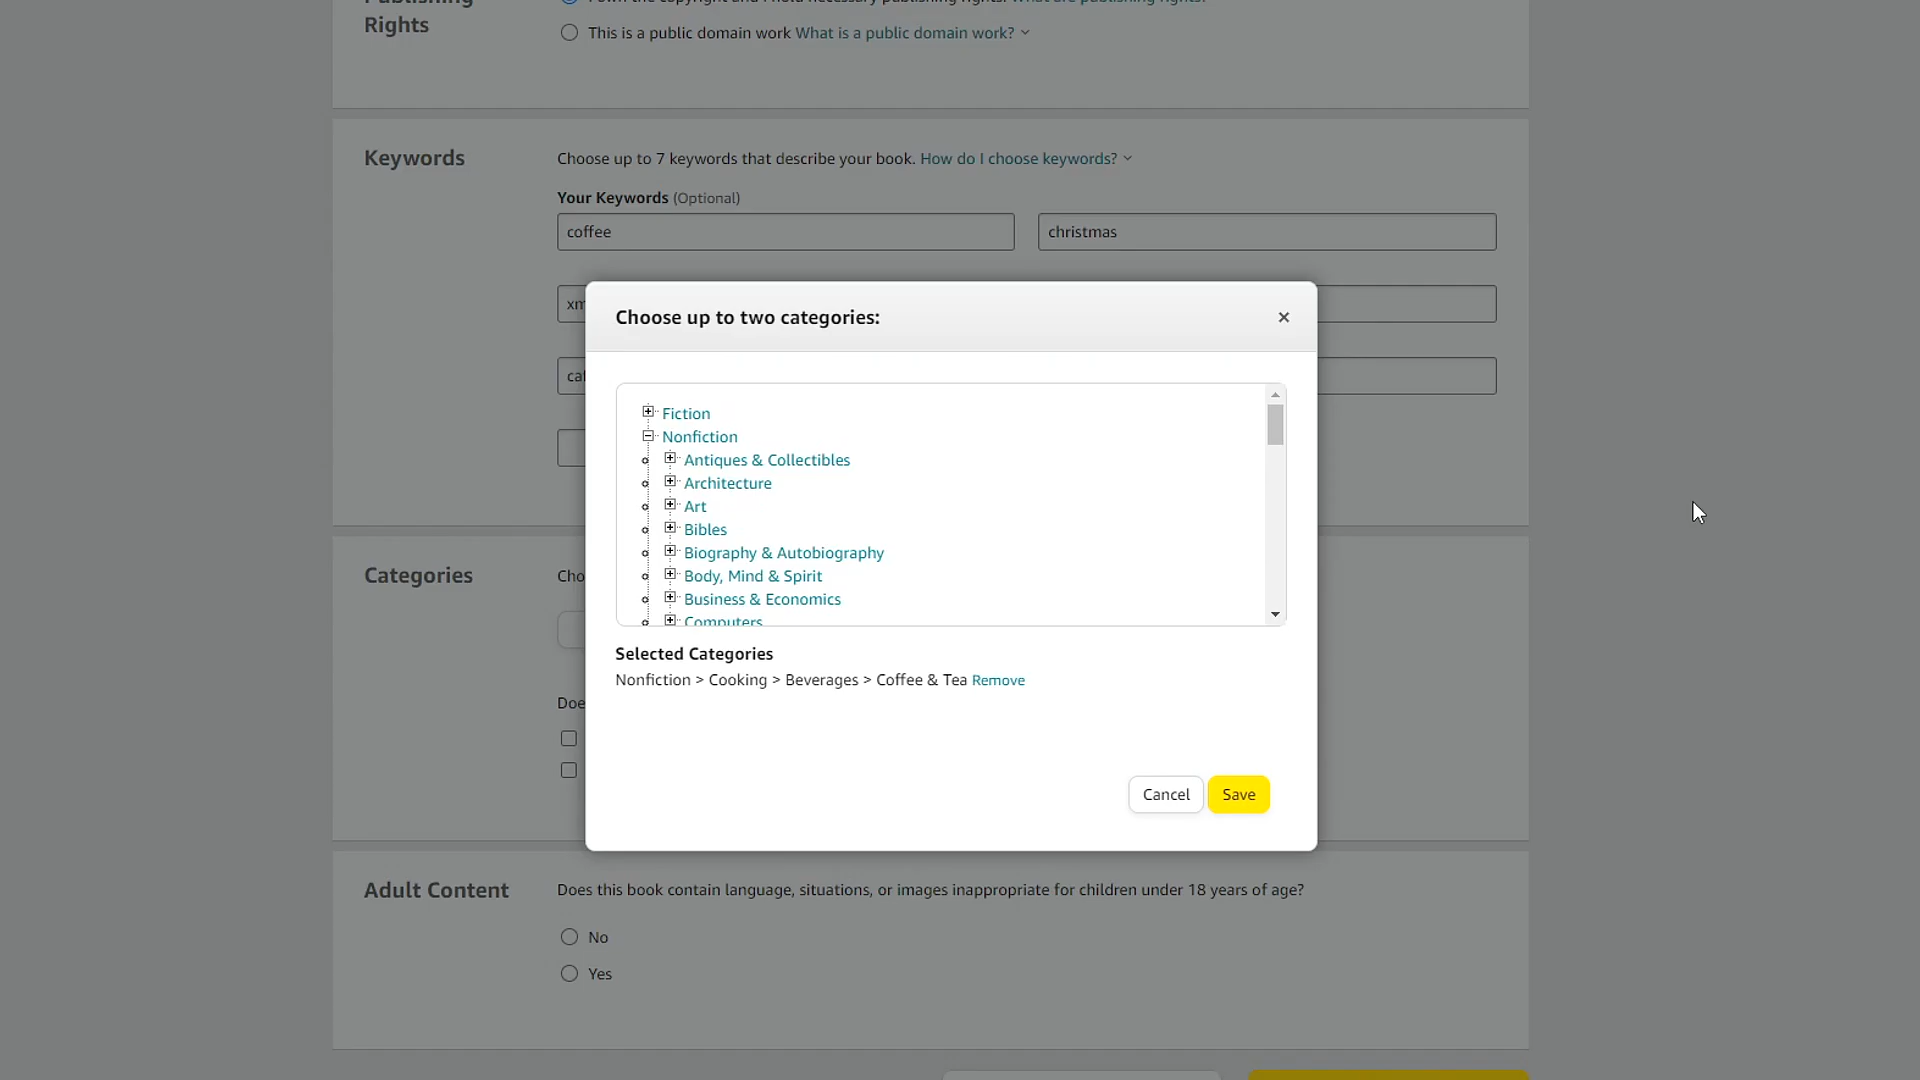 Rights
This is a public domain work What is a public domain work?
Keywords
Choose up to 7 keywords that describe your book. How do I choose keywords?
Your Keywords (Optional)
coffee
christmas
Choose up to two categories:
Fiction
Nonfiction
Antiques & Collectibles
Architecture
Art
Bibles
Biography & Autobiography
Body, Mind & Spirit
Business & Economics
Computers
Categories
Selected Categories
Nonfiction > Cooking > Beverages > Coffee & Tea Remove
Cancel
Save
Adult Content
Does this book contain language, situations, or images inappropriate for children under 18 years of age?
No
Yes